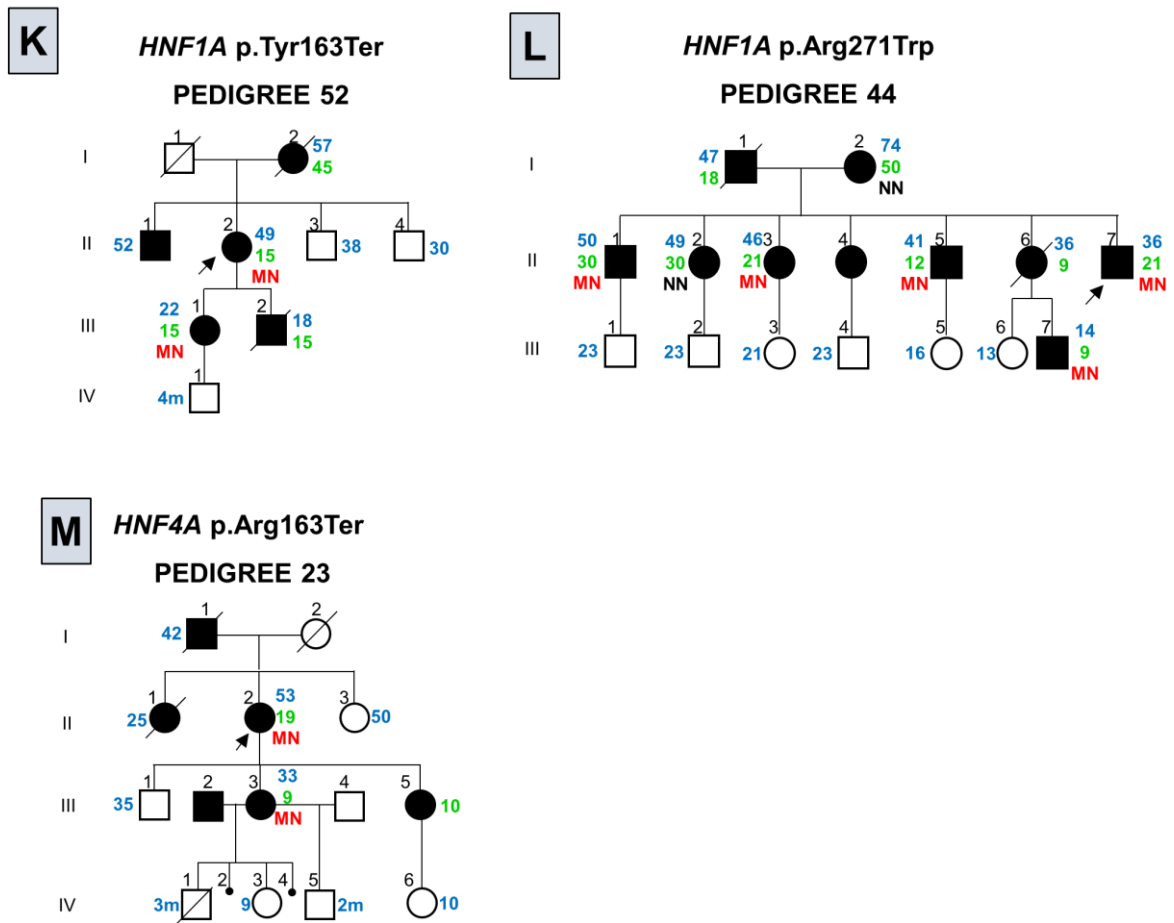 K
HNF1A p.Tyr163Ter
PEDIGREE 52
I
1
2
57
45
II
1
52
2
49
15
MN
3
38
4
30
III
22
15
MN
1
2
18
15
IV
4m
1
L
HNF1A p.Arg271Trp
PEDIGREE 44
I
47
18
1
2
74
50
NN
II
50
30
MN
1
49
30
NN
2
46
21
MN
3
4
41
12
MN
5
6
36
9
7
36
21
MN
III
23
1
23
2
21
3
23
4
16
5
13
6
7
14
9
MN
M
HNF4A p.Arg163Ter
PEDIGREE 23
I
42
1
2
II
25
1
2
53
19
MN
3
50
III
35
1
2
3
33
9
MN
4
5
10
IV
3m
1
2
9
3
4
5
2m
6
10